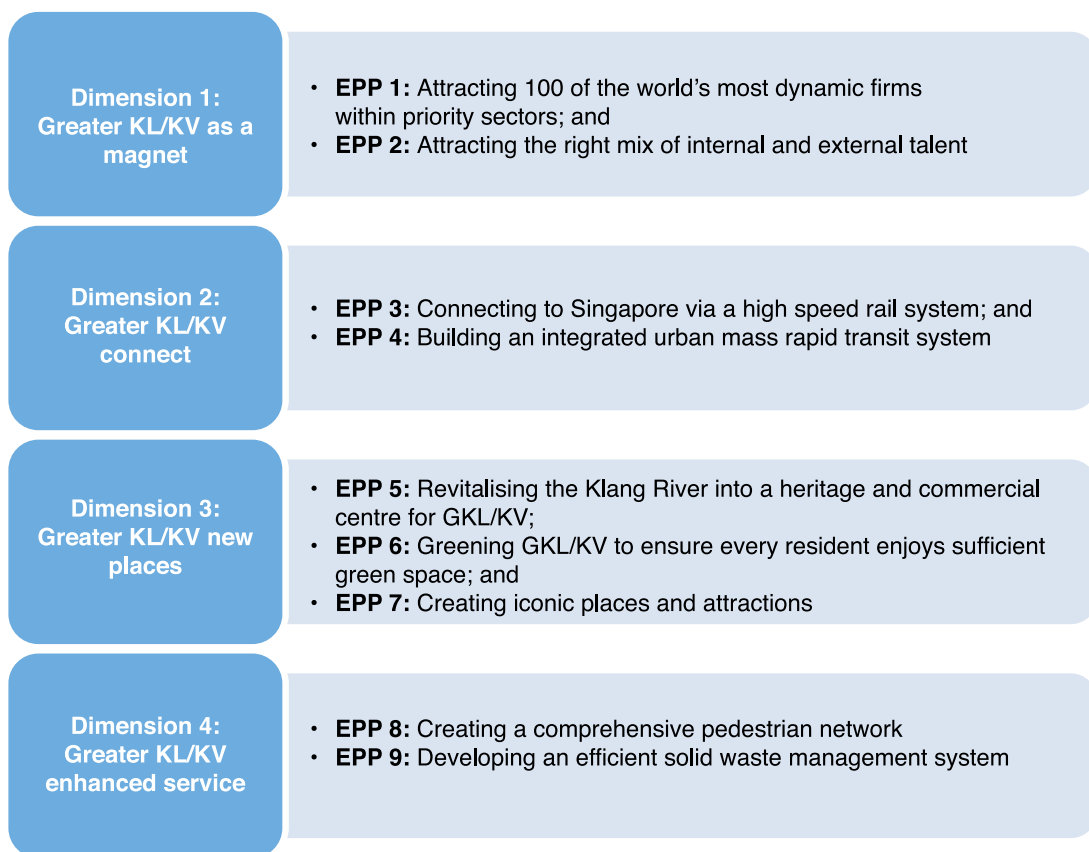 Dimension 1:
Greater KL/KV as a
magnet
• EPP 1: Attracting 100 of the world's most dynamic firms
within priority sectors; and
• EPP 2: Attracting the right mix of internal and external talent
Dimension 2:
Greater KL/KV
connect
• EPP 3: Connecting to Singapore via a high speed rail system; and
• EPP 4: Building an integrated urban mass rapid transit system
Dimension 3:
Greater KL/KV new
places
• EPP 5: Revitalising the Klang River into a heritage and commercial
centre for GKL/KV;
• EPP 6: Greening GKL/KV to ensure every resident enjoys sufficient
green space; and
• EPP 7: Creating iconic places and attractions
Dimension 4:
Greater KL/KV
enhanced service
• EPP 8: Creating a comprehensive pedestrian network
• EPP 9: Developing an efficient solid waste management system